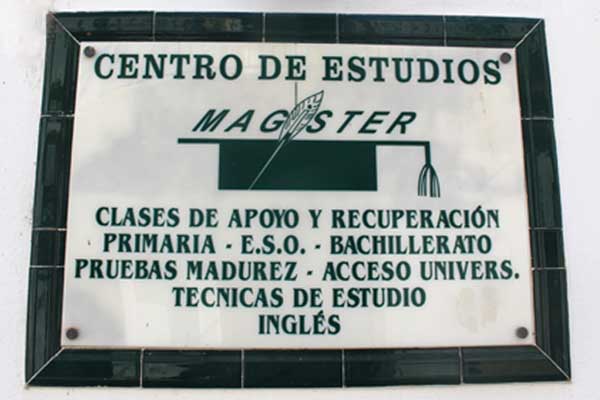 CENTRO DE ESTUDIOS
MAGISTER
CLASES DE APOYO Y RECUPERACIÓN
PRIMARIA - E.S.O. - BACHILLERATO
PRUEBAS MADUREZ - ACCESO UNIVERS.
TECNICAS DE ESTUDIO
INGLÉS